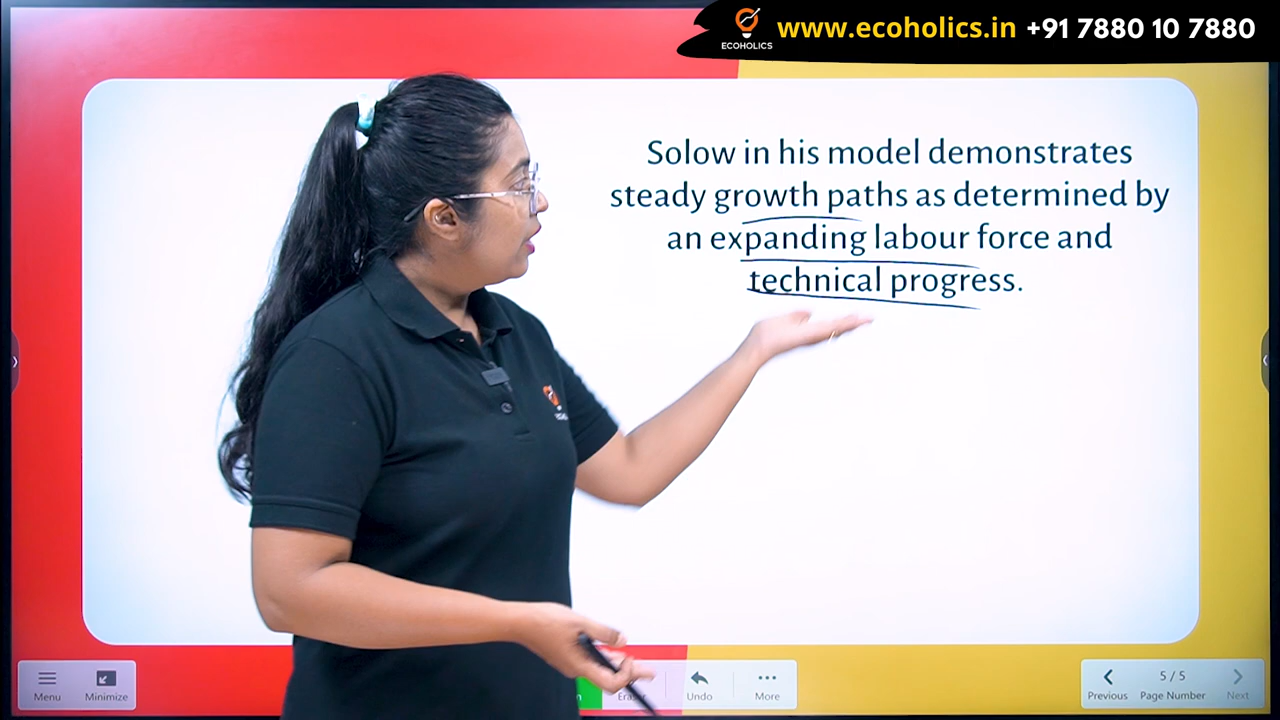 ECOHOLICS
www.ecoholics.in +91 7880 10 7880
Solow in his model demonstrates
steady growth paths as determined by
an expanding labour force and
technical progress.
Menu
Minimize
Undo
More
Previous
5 / 5
Page Number
Next